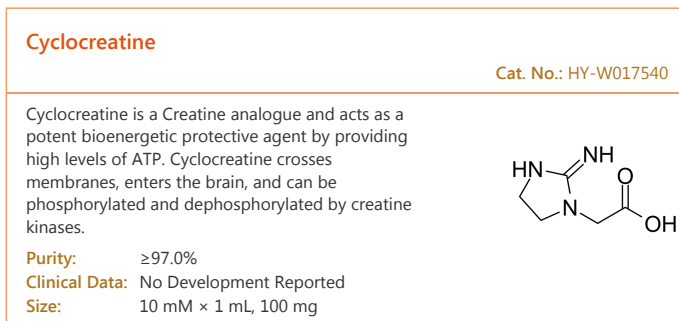 Cyclocreatine
Cat. No.: HY-W017540
Cyclocreatine is a Creatine analogue and acts as a
potent bioenergetic protective agent by providing
high levels of ATP. Cyclocreatine crosses
membranes, enters the brain, and can be
phosphorylated and dephosphorylated by creatine
kinases.
HN
NH
N
O
OH
Purity: ≥97.0%
Clinical Data: No Development Reported
Size: 10 mM × 1 mL, 100 mg